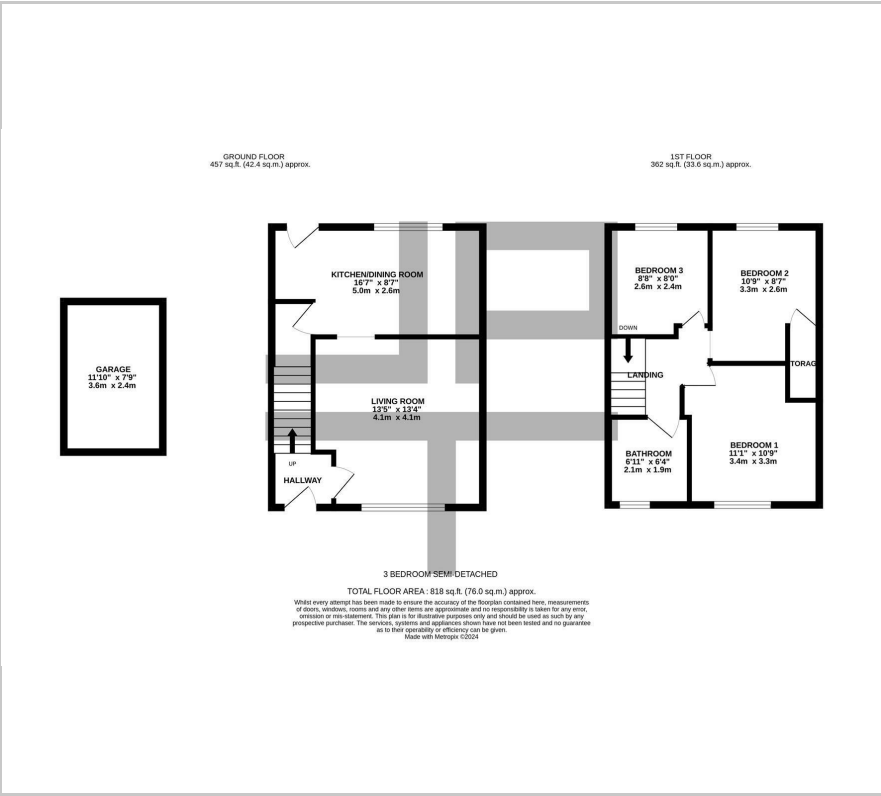 GROUND FLOOR
457 sq.ft. (42.4 sq.m.) approx.
1ST FLOOR
362 sq.ft. (33.6 sq.m.) approx.
KITCHEN/DINING ROOM
16'7" x 8'7"
5.0m x 2.6m
BEDROOM 3
8'8" x 8'0"
2.6m x 2.4m
BEDROOM 2
10'9" x 8'7"
3.3m x 2.6m
DOWN
TORAG
GARAGE
11'10" x 7'9"
3.6m x 2.4m
LANDING
LIVING ROOM
13'5" x 13'4"
4.1m x 4.1m
BEDROOM 1
11'1" x 10'9"
3.4m x 3.3m
BATHROOM
6'11" x 6'4"
2.1m x 1.9m
UP
HALLWAY
3 BEDROOM SEMI-DETACHED
TOTAL FLOOR AREA : 818 sq.ft. (76.0 sq.m.) approx.
Whilst every attempt has been made to ensure the accuracy of the floorplan contained here, measurements
of doors, windows, rooms and any other items are approximate and no responsibility is taken for any error,
omission or mis-statement. This plan is for illustrative purposes only and should be used as such by any
prospective purchaser. The services, systems and appliances shown have not been tested and no guarantee
as to their operability or efficiency can be given.
Made with Metropix ©2024